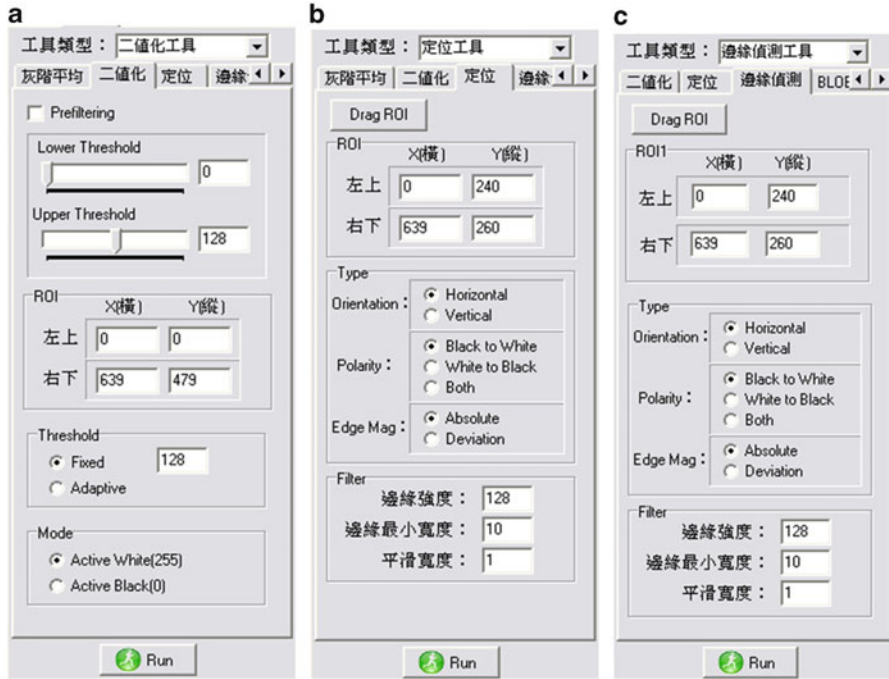 a
工具類型： 二值化工具
灰階平均 二值化 定位 邊緣
Prefiltering
Lower Threshold
0
Upper Threshold
128
ROI
X(橫) Y(縱)
左上 0 0
右下 639 479
Threshold
Fixed 128
Adaptive
Mode
Active White(255)
Active Black(0)
Run
b
工具類型： 定位工具
灰階平均 二值化 定位 邊緣
Drag ROI
ROI
X(橫) Y(縱)
左上 0 240
右下 639 260
Type
Orientation： Horizontal
Vertical
Polarity： Black to White
White to Black
Both
Edge Mag： Absolute
Deviation
Filter
邊緣強度： 128
邊緣最小寬度： 10
平滑寬度： 1
Run
c
工具類型： 邊緣偵測工具
二值化 定位 邊緣偵測 BLOB
Drag ROI
ROI1
X(橫) Y(縱)
左上 0 240
右下 639 260
Type
Orientation： Horizontal
Vertical
Polarity： Black to White
White to Black
Both
Edge Mag： Absolute
Deviation
Filter
邊緣強度： 128
邊緣最小寬度： 10
平滑寬度： 1
Run